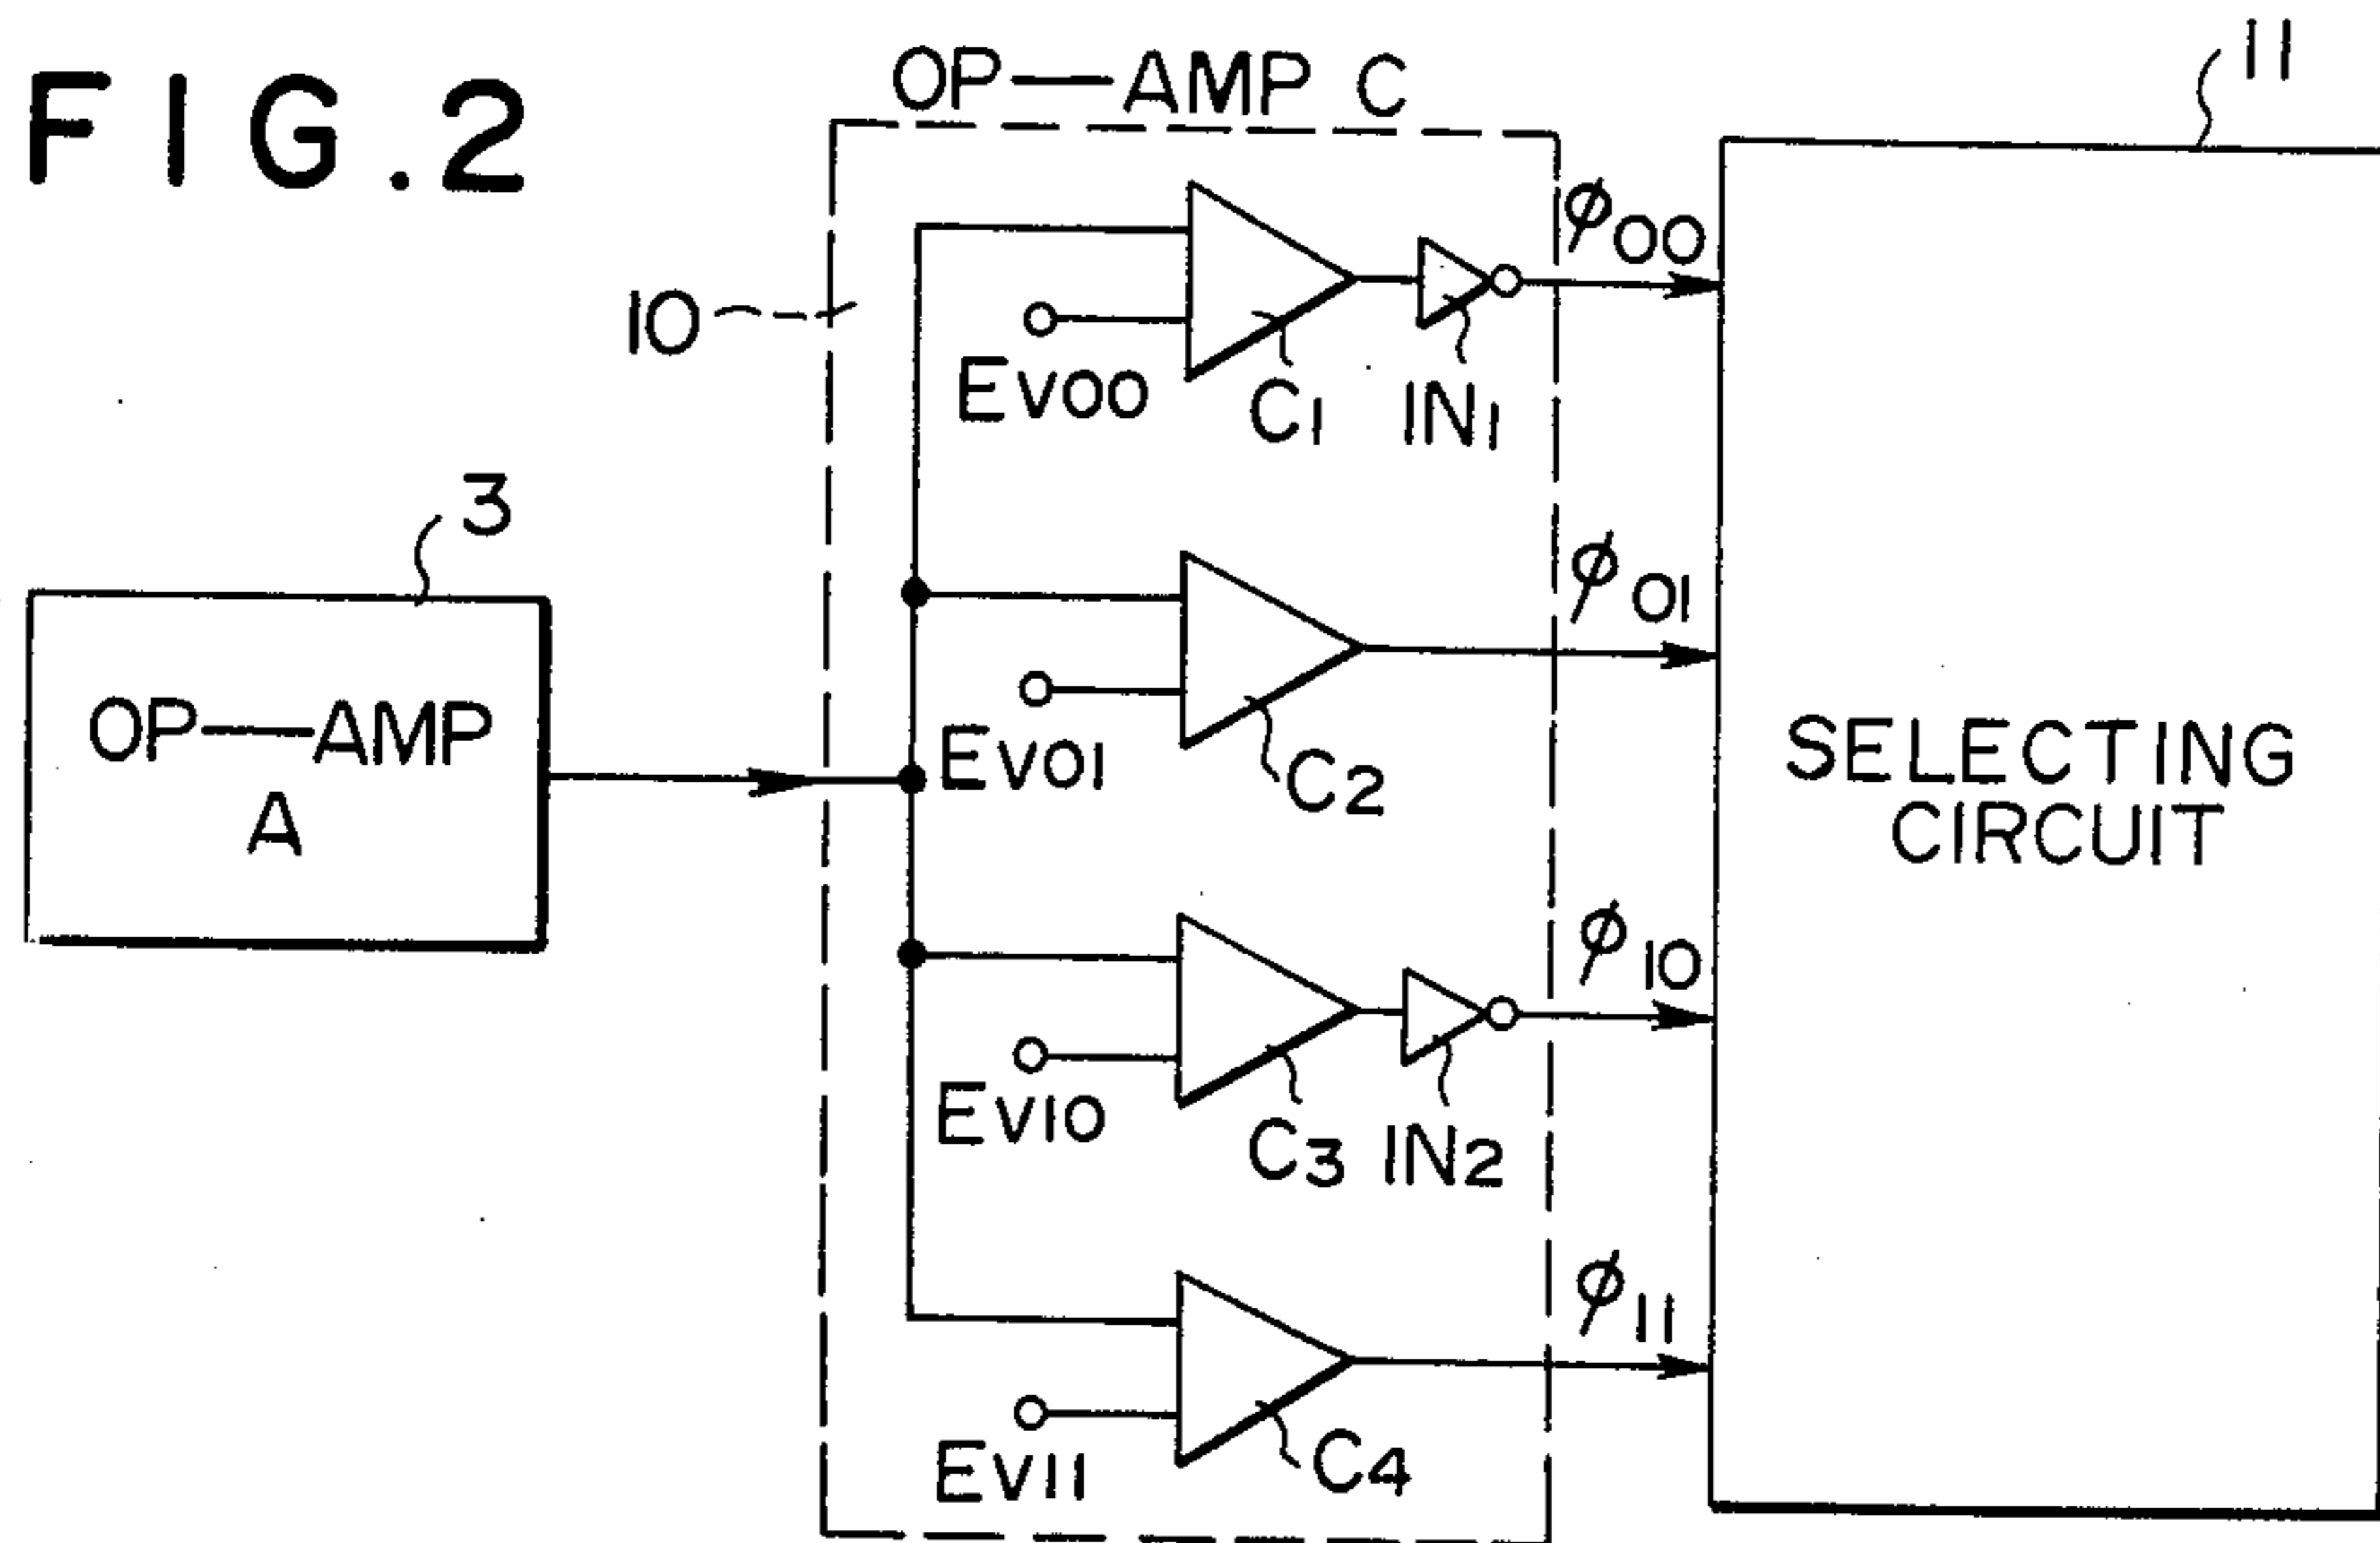 FIG.2
OP—AMP C
11
10
ϕ00
EV00
C1
IN1
3
ϕ01
OP—AMP
A
EV01
C2
SELECTING
CIRCUIT
ϕ10
EV10
C3
IN2
ϕ11
EV11
C4